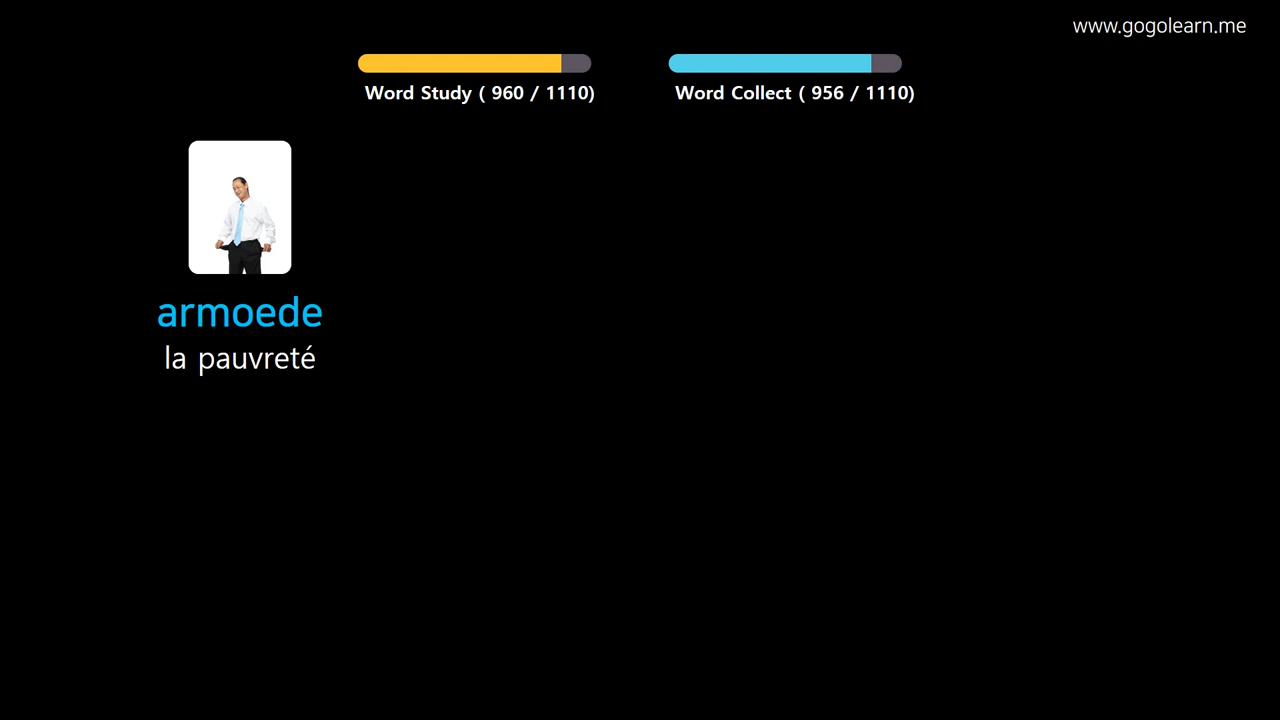 www.gogolearn.me
Word Study ( 960 / 1110)
Word Collect ( 956 / 1110)
armoede
la pauvreté